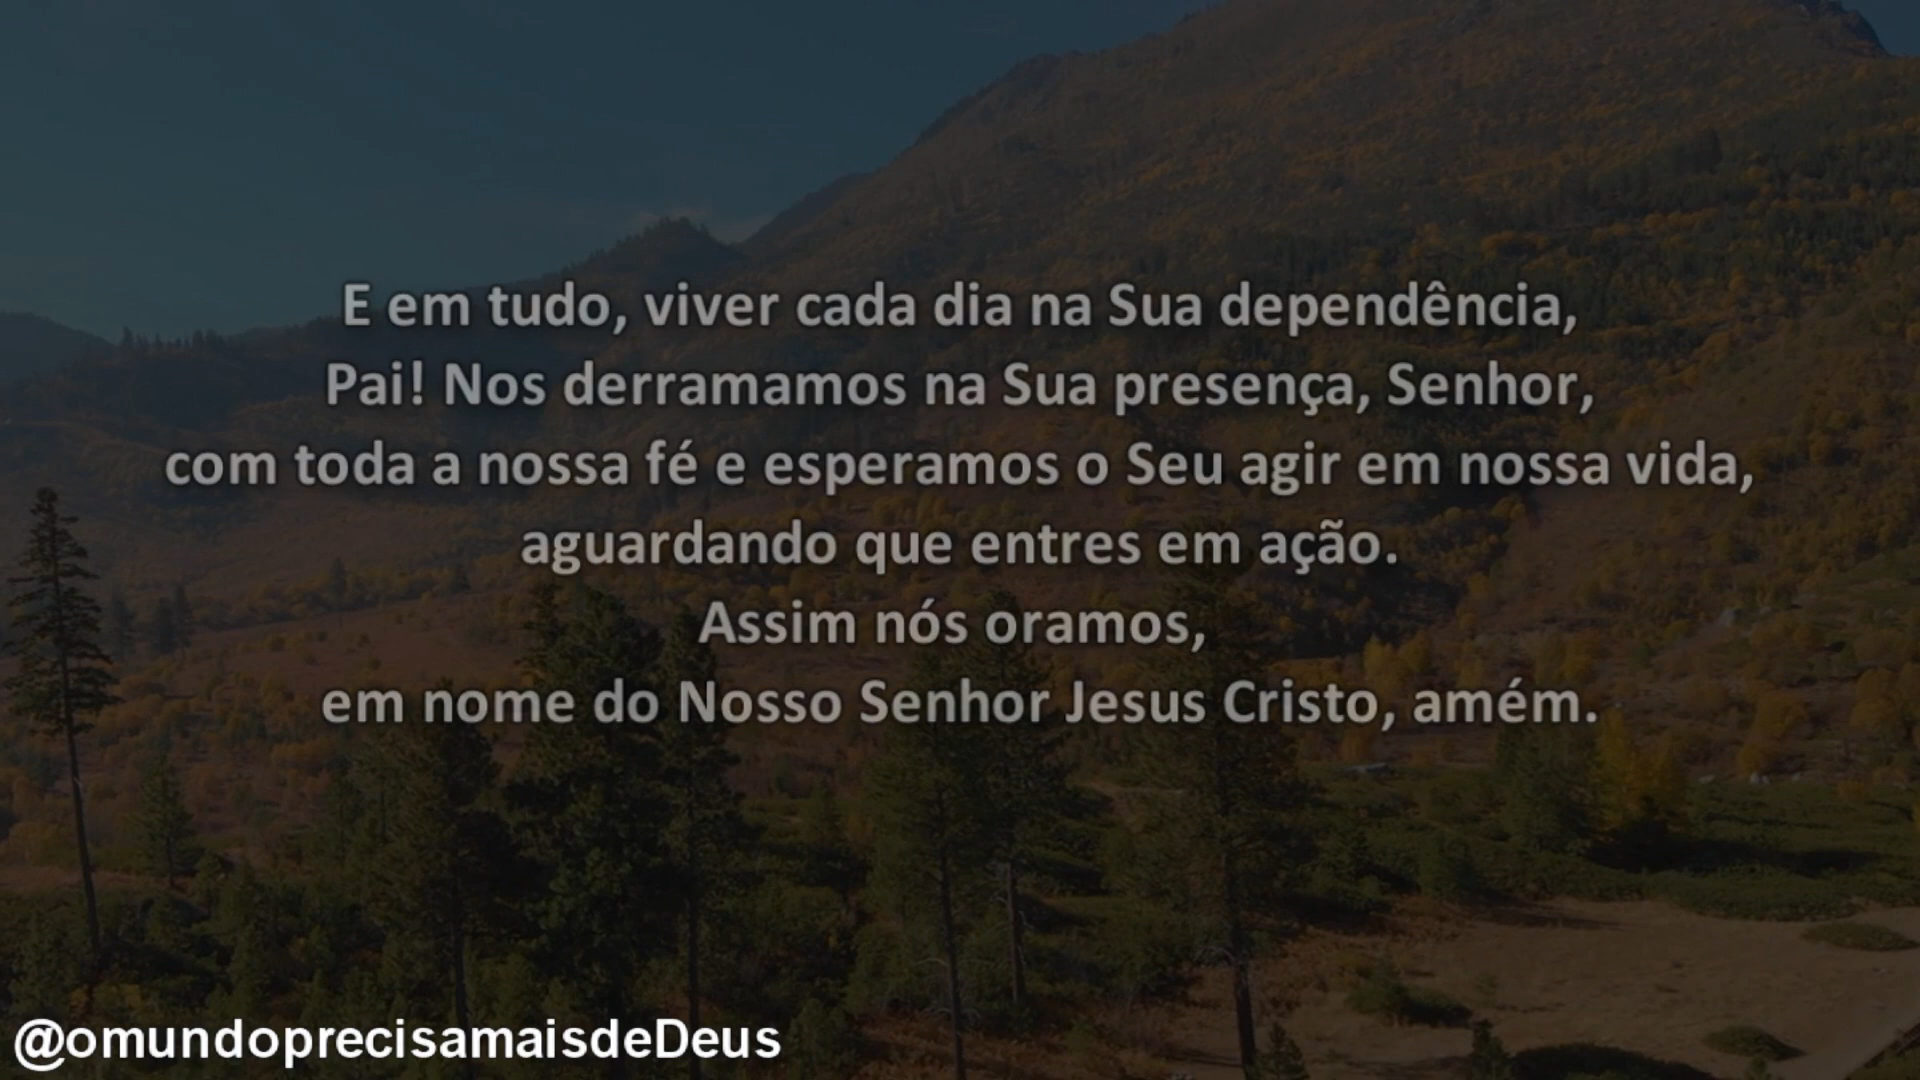 E em tudo, viver cada dia na Sua dependência,
Pai! Nos derramamos na Sua presença, Senhor,
com toda a nossa fé e esperamos o Seu agir em nossa vida,
aguardando que entres em ação.
Assim nós oramos,
em nome do Nosso Senhor Jesus Cristo, amém.
@omundoprecisamaisdeDeus